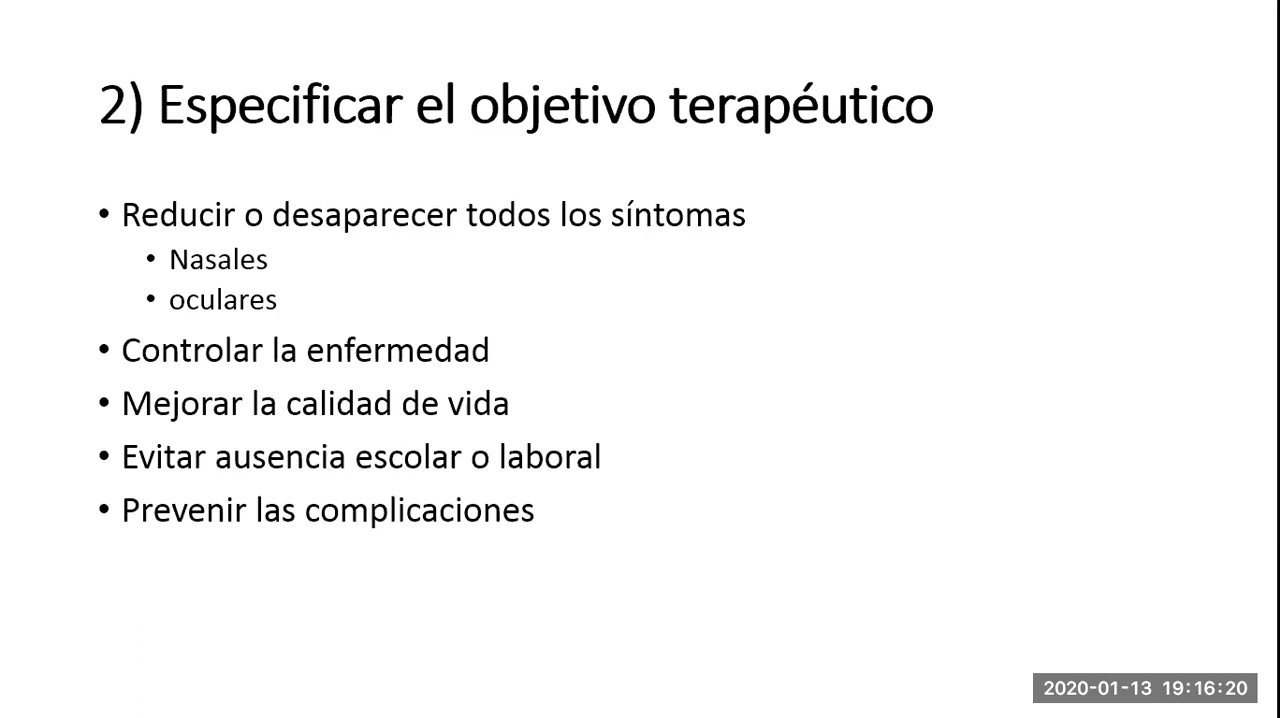 2) Especificar el objetivo terapéutico
• Reducir o desaparecer todos los síntomas
• Nasales
• oculares
• Controlar la enfermedad
• Mejorar la calidad de vida
• Evitar ausencia escolar o laboral
• Prevenir las complicaciones
2020-01-13 19:16:20